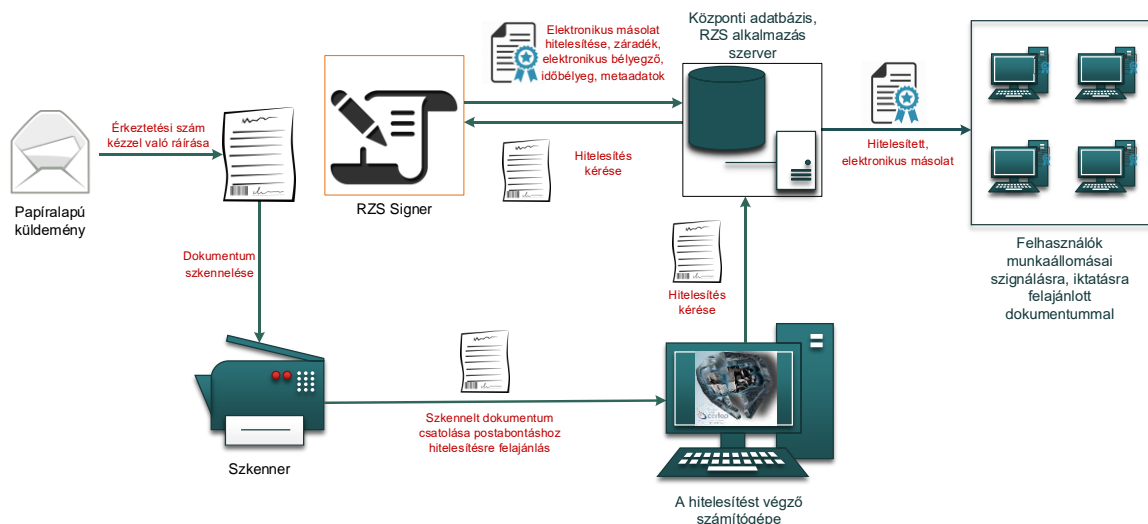 Érkeztetési szám
kézzel való ráírása
Papíralapú
küldemény
Dokumentum
szkennelése
Szkenner
RZS Signer
Elektronikus másolat
hitelesítése, záradék,
elektronikus bélyegző,
időbélyeg, metaadatok
Hitelesítés
kérése
Központi adatbázis,
RZS alkalmazás
szerver
Hitelesített,
elektronikus másolat
Felhasználók
munkaállomásai
szignálásra, iktatásra
felajánlott
dokumentummal
Hitelesítés
kérése
Szkennelt dokumentum
csatolása postabontáshoz
hitelesítésre felajánlás
certop
A hitelesítést végző
számítógépe